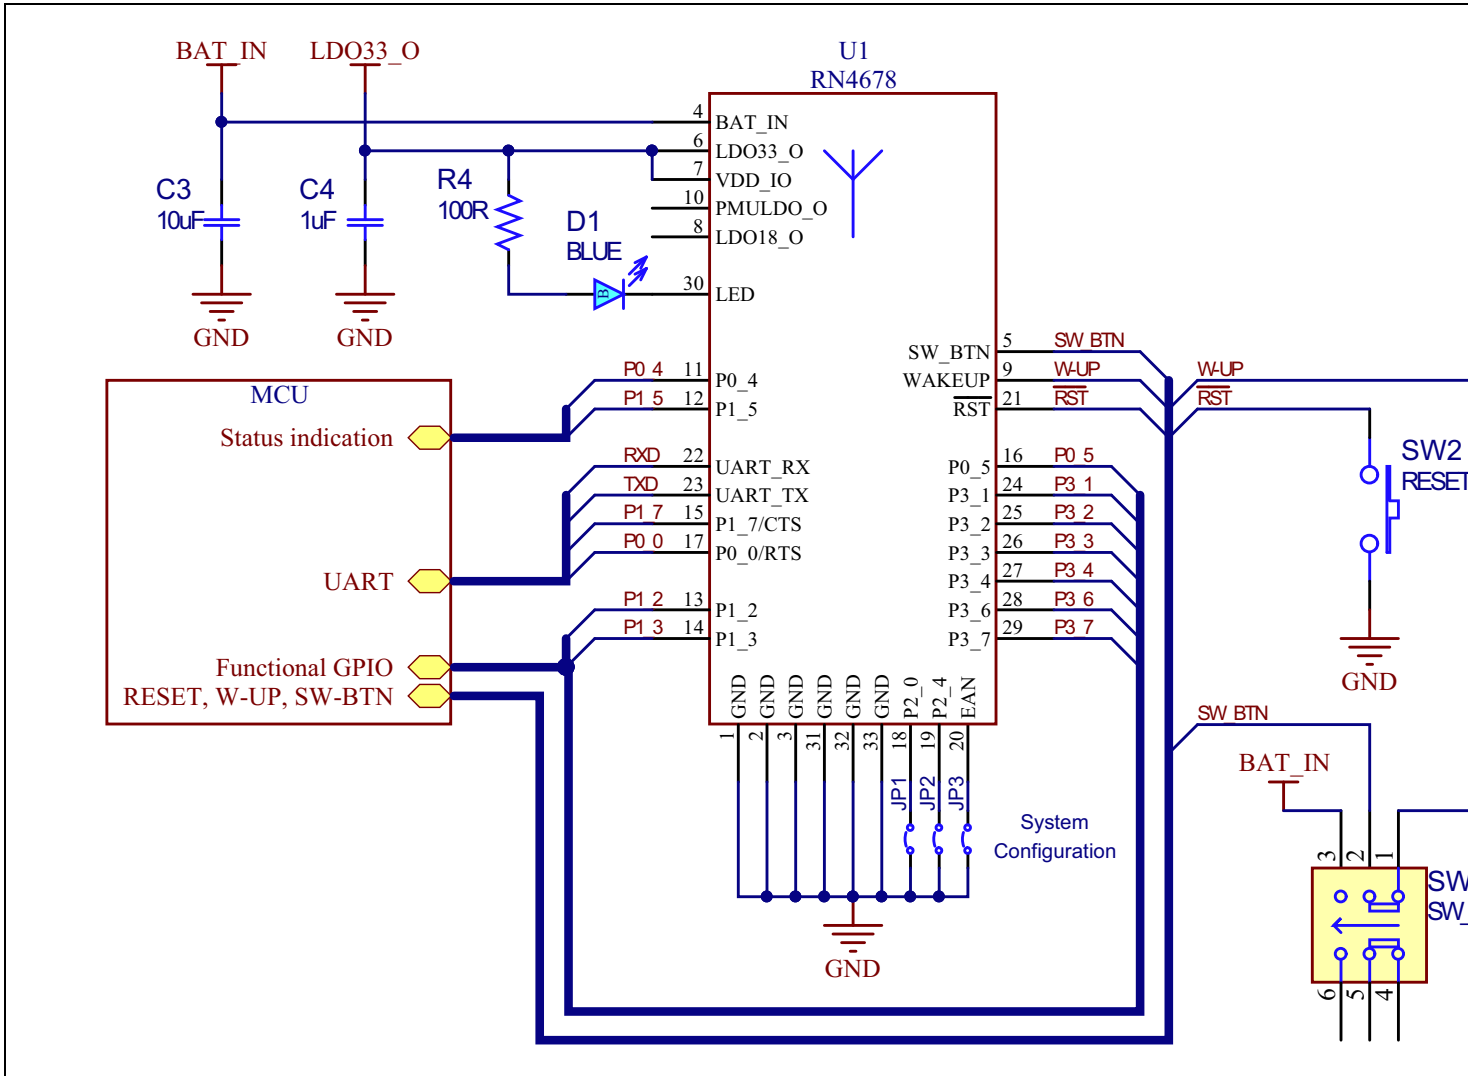 BAT_IN LDO33_O
U1
RN4678
4 BAT_IN
6 LDO33_O
7 VDD_IO
10 PMULDO_O
8 LDO18_O
30 LED
C3
10uF
C4
1uF
R4
100R
D1
BLUE
B
GND GND
MCU
Status indication
UART
Functional GPIO
RESET, W-UP, SW-BTN
P0_4 11 P0_4
P1_5 12 P1_5
RXD 22 UART_RX
TXD 23 UART_TX
P1_7 15 P1_7/CTS
P0_0 17 P0_0/RTS
P1_2 13 P1_2
P1_3 14 P1_3
SW_BTN 5 SW_BTN
WAKEUP 9 W-UP W-UP
RST 21 RST RST
P0_5 16 P0_5
P3_1 24 P3_1
P3_2 25 P3_2
P3_3 26 P3_3
P3_4 27 P3_4
P3_6 28 P3_6
P3_7 29 P3_7
SW2
RESET
GND
GND GND GND GND GND GND P2_0 P2_4 EAN
1 2 3 31 32 33 18 19 20
JP1 JP2 JP3
System
Configuration
GND
SW_BTN
BAT_IN
3 2 1
SW
SW_
6 5 4